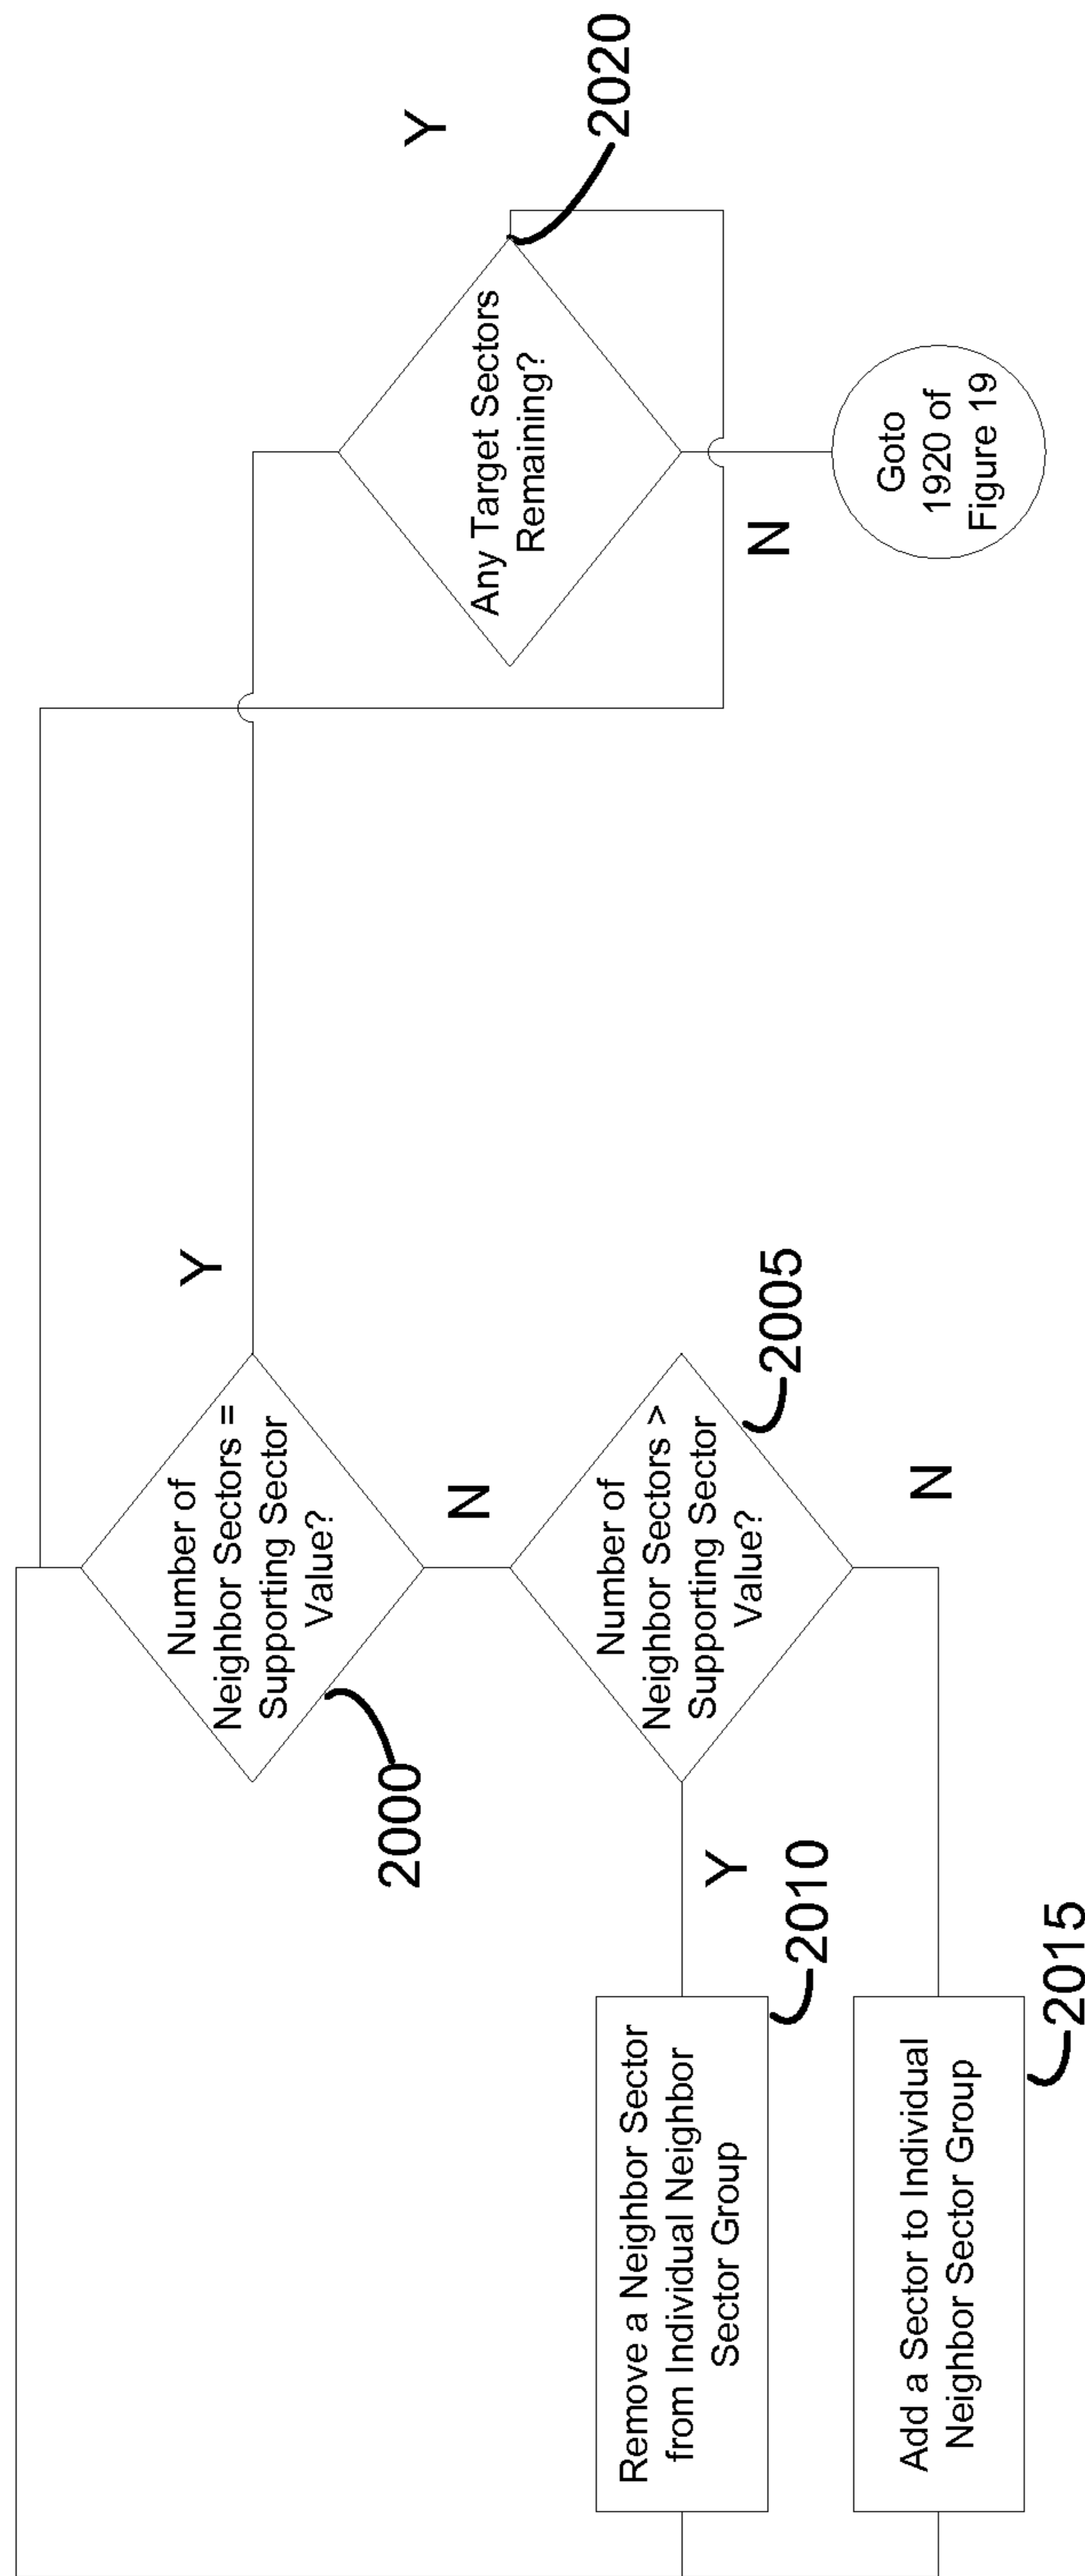 Number of
Neighbor Sectors =
Supporting Sector
Value?
2000
Y
N
Number of
Neighbor Sectors >
Supporting Sector
Value?
2005
Y
N
Remove a Neighbor Sector
from Individual Neighbor
Sector Group
2010
Add a Sector to Individual
Neighbor Sector Group
2015
Any Target Sectors
Remaining?
Y
2020
N
Goto
1920 of
Figure 19